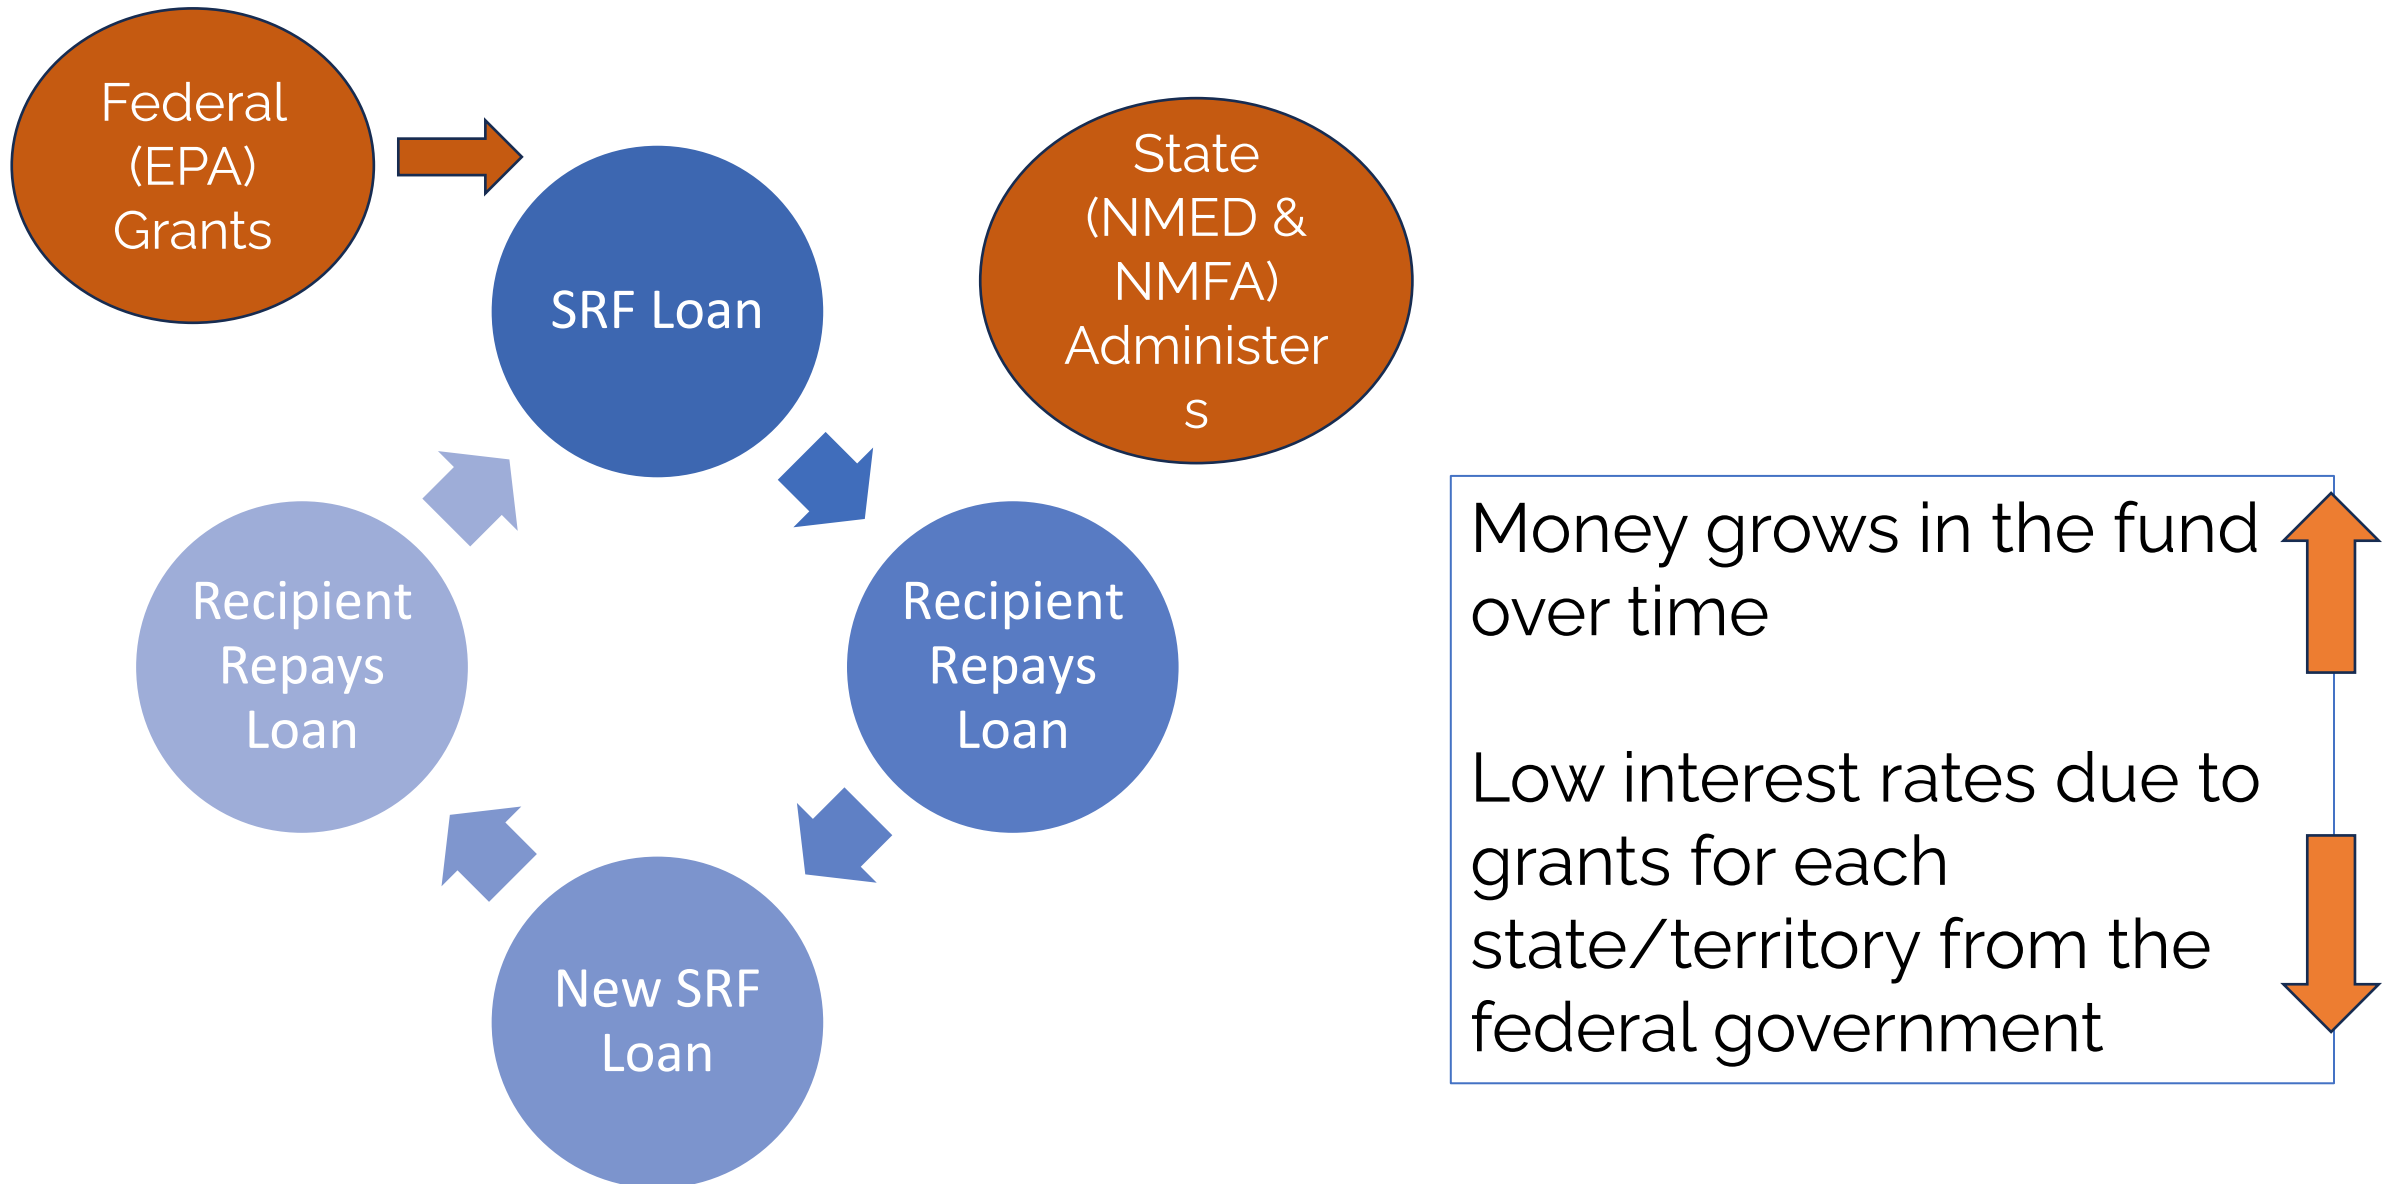 Federal
(EPA)
Grants
SRF Loan
State
(NMED &
NMFA)
Administer
s
Recipient
Repays
Loan
New SRF
Loan
Recipient
Repays
Loan
Money grows in the fund
over time
Low interest rates due to
grants for each
state/territory from the
federal government